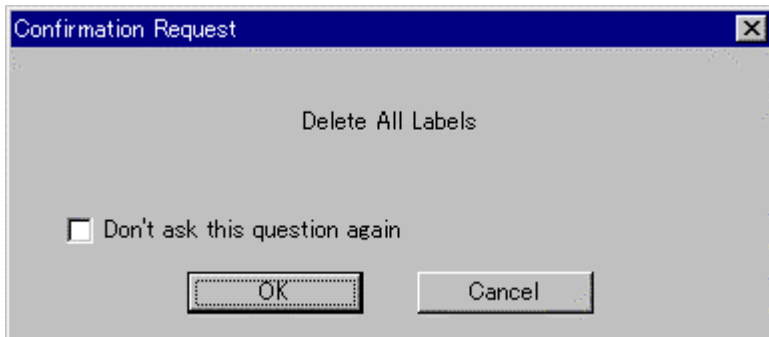 Confirmation Request
Delete All Labels
Don't ask this question again
OK Cancel